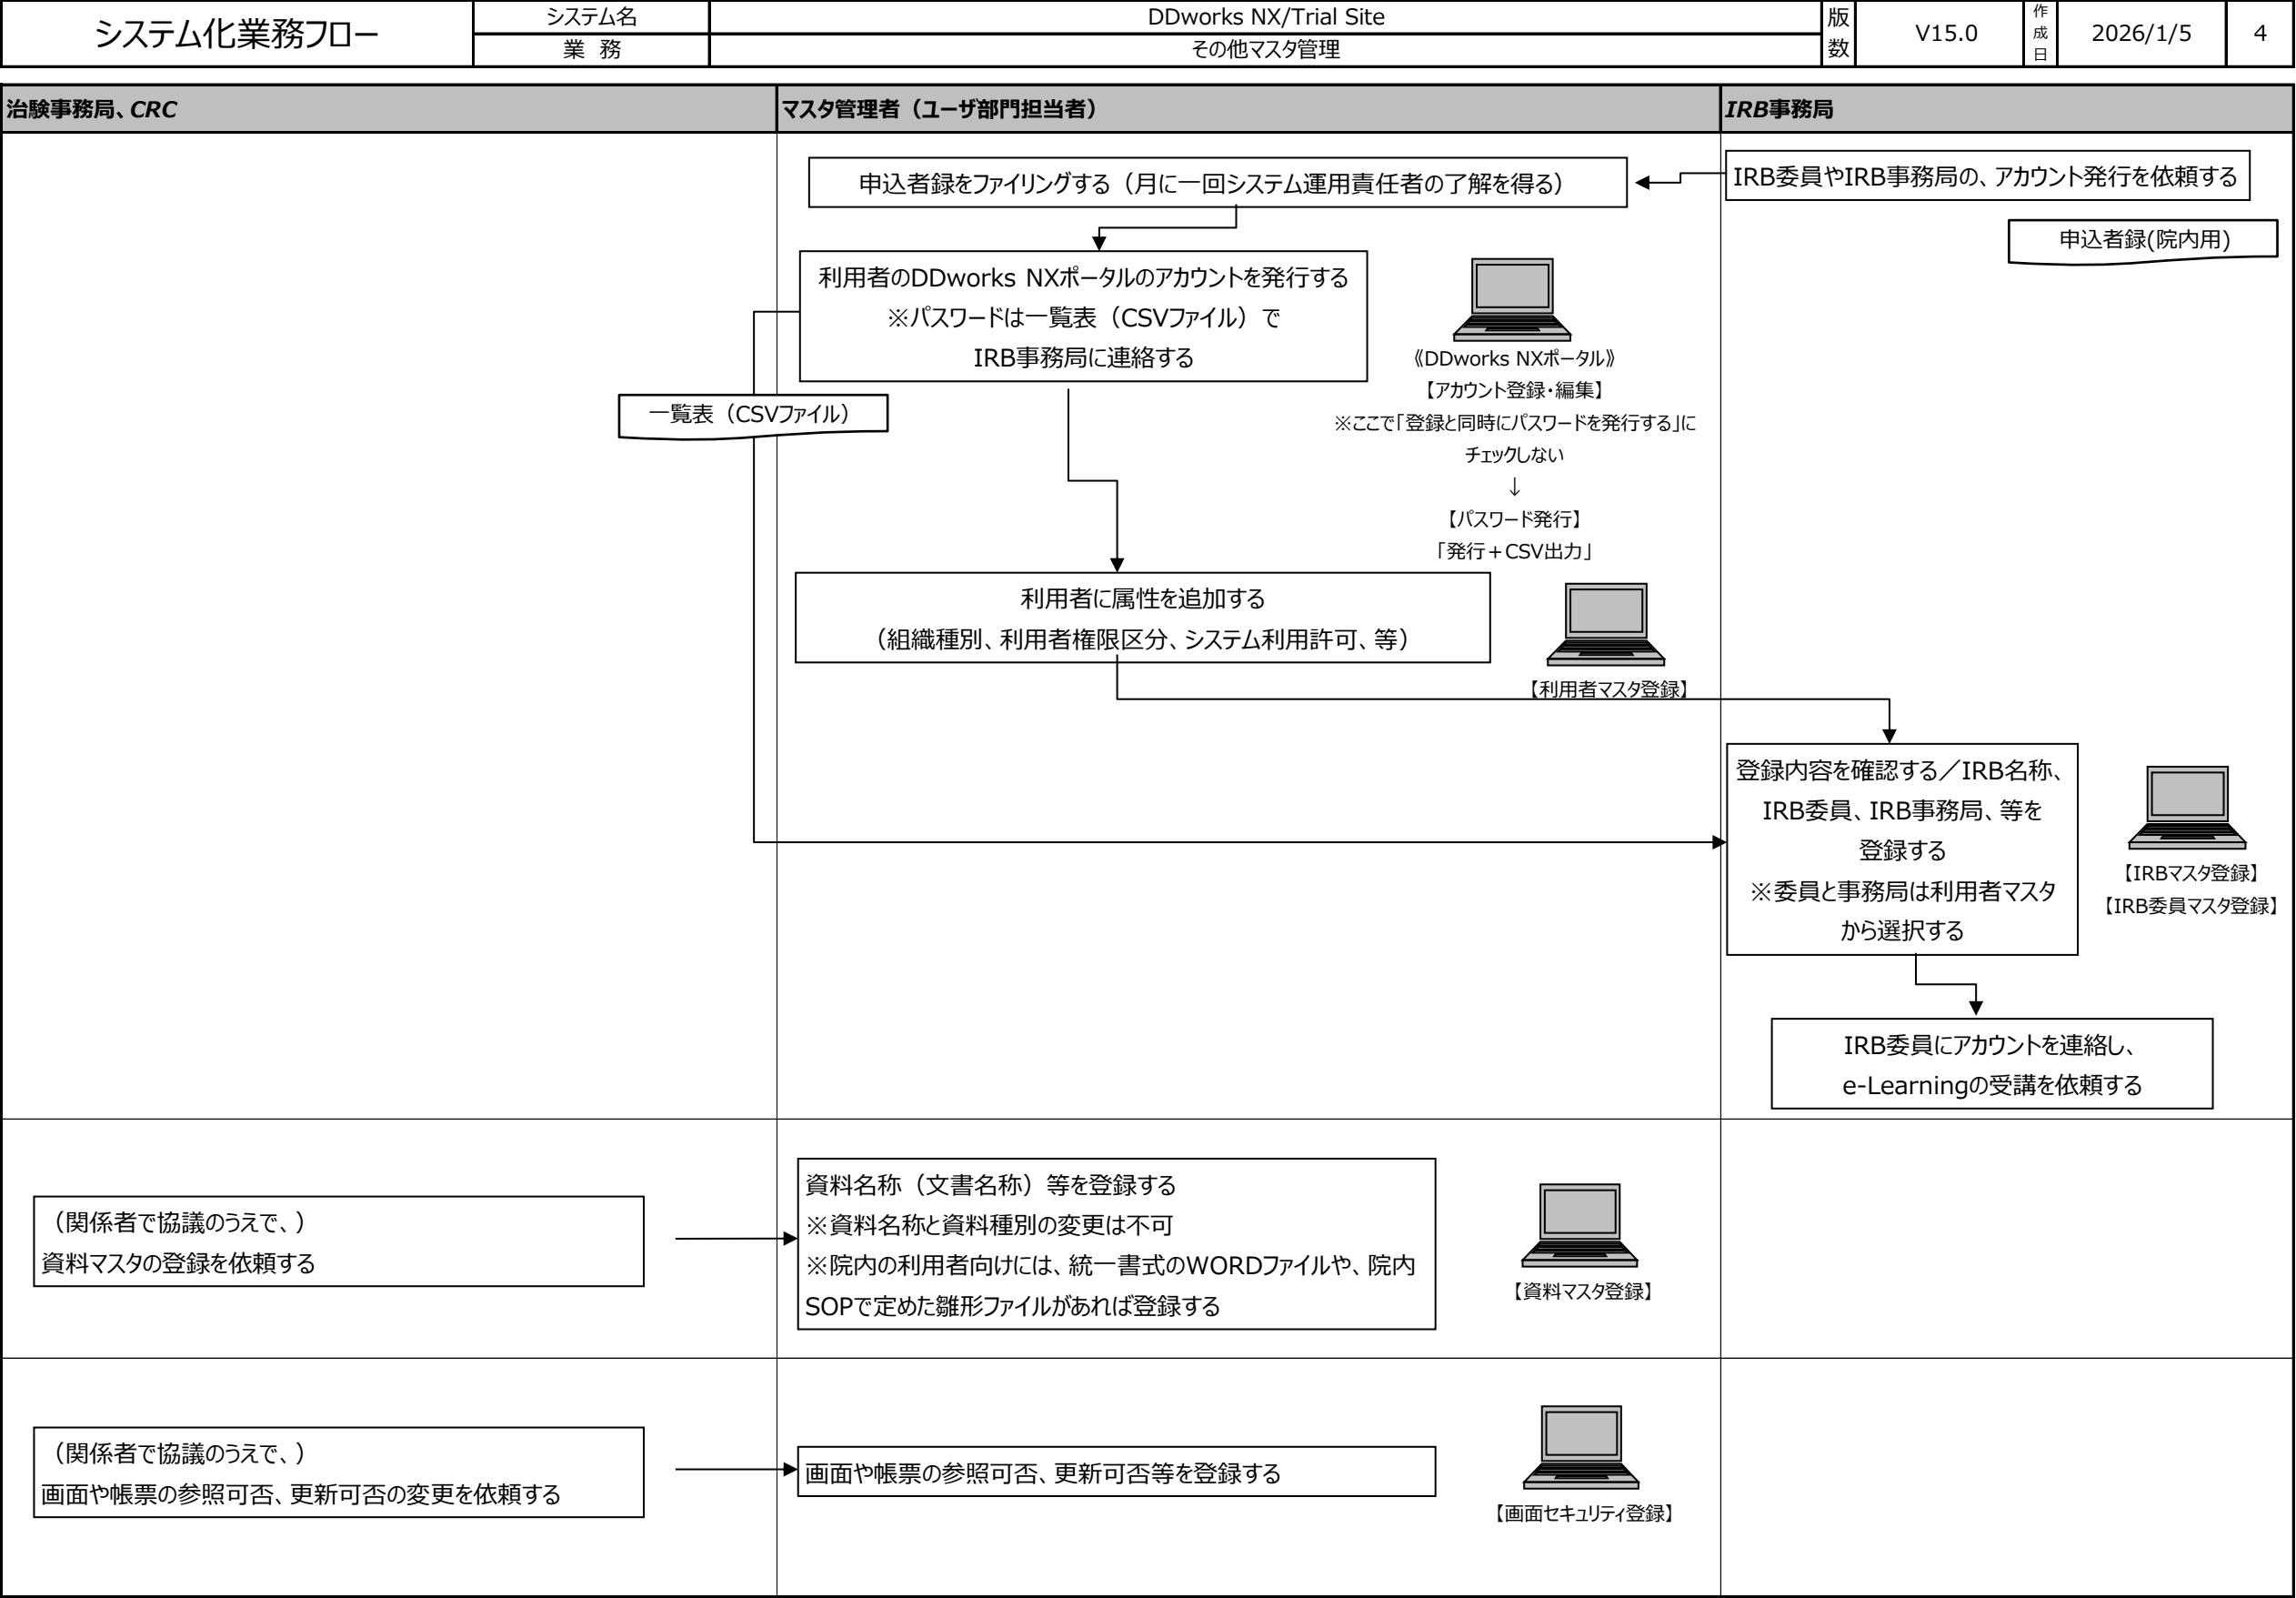 システム化業務フロー
システム名
DDworks NX/Trial Site
業 務
その他マスタ管理
版数
V15.0
作成日
2026/1/5
4
治験事務局、CRC
マスタ管理者（ユーザ部門担当者）
IRB事務局
申込者録をファイリングする（月に一回システム運用責任者の了解を得る）
IRB委員やIRB事務局の、アカウント発行を依頼する
申込者録(院内用)
利用者のDDworks NXポータルのアカウントを発行する
※パスワードは一覧表（CSVファイル）で
IRB事務局に連絡する
《DDworks NXポータル》
【アカウント登録・編集】
※ここで「登録と同時にパスワードを発行する」に
チェックしない
↓
【パスワード発行】
「発行＋CSV出力」
一覧表（CSVファイル）
利用者に属性を追加する
（組織種別、利用者権限区分、システム利用許可、等）
【利用者マスタ登録】
登録内容を確認する／IRB名称、
IRB委員、IRB事務局、等を
登録する
※委員と事務局は利用者マスタ
から選択する
【IRBマスタ登録】
【IRB委員マスタ登録】
IRB委員にアカウントを連絡し、
e-Learningの受講を依頼する
（関係者で協議のうえで、）
資料マスタの登録を依頼する
資料名称（文書名称）等を登録する
※資料名称と資料種別の変更は不可
※院内の利用者向けには、統一書式のWORDファイルや、院内
SOPで定めた雛形ファイルがあれば登録する
【資料マスタ登録】
（関係者で協議のうえで、）
画面や帳票の参照可否、更新可否の変更を依頼する
画面や帳票の参照可否、更新可否等を登録する
【画面セキュリティ登録】